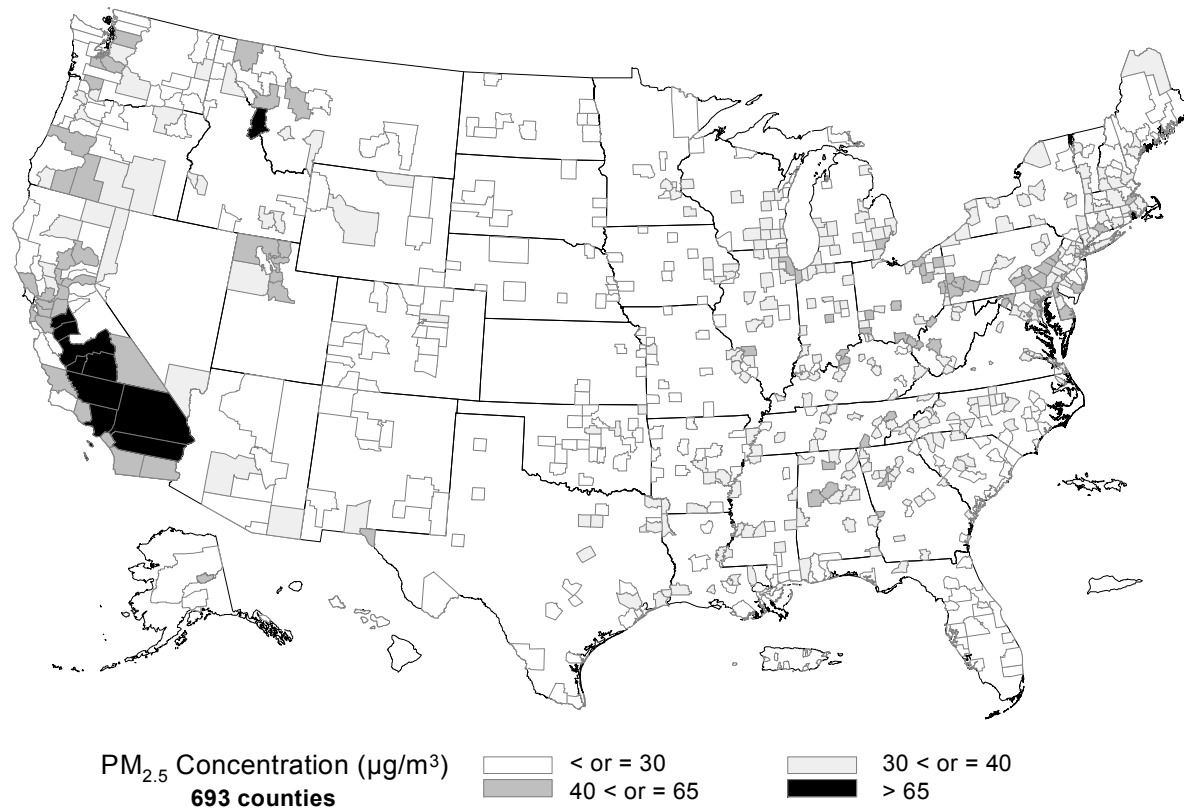 PM2.5 Concentration (µg/m³)
693 counties
< or = 30
40 < or = 65
30 < or = 40
> 65